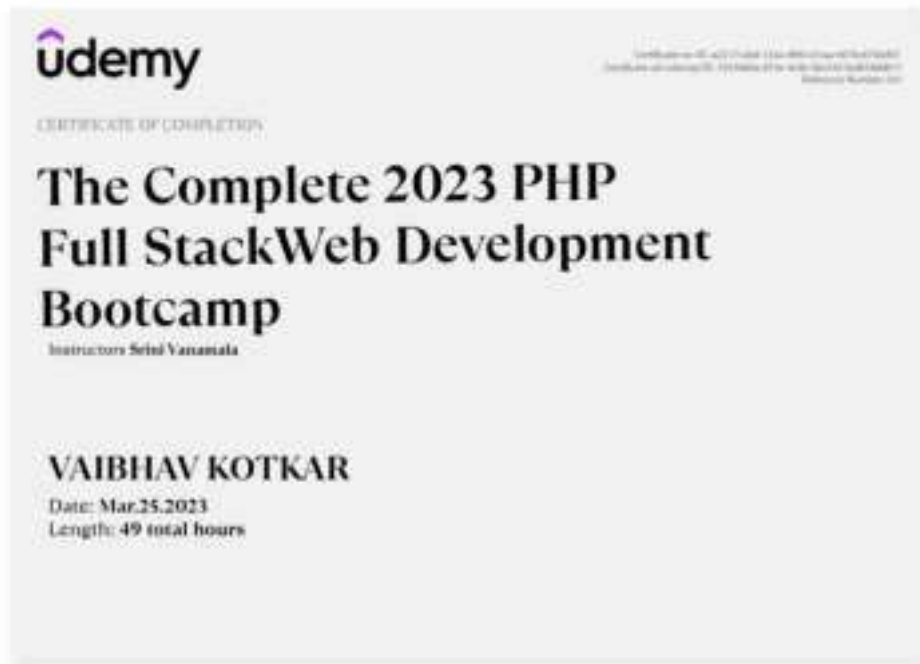 udemy
CERTIFICATE OF COMPLETION
The Complete 2023 PHP
Full StackWeb Development
Bootcamp
Instructors Srini Vanamala
VAIBHAV KOTKAR
Date: Mar.25.2023
Length: 49 total hours